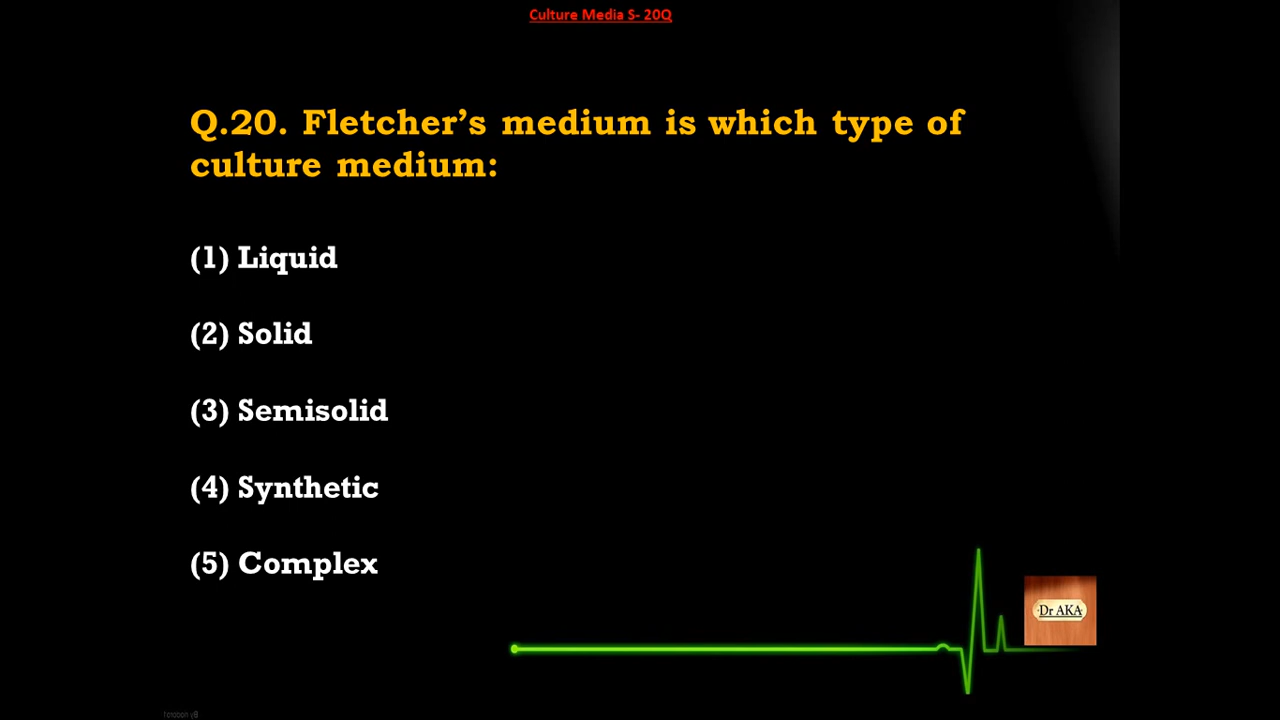 Culture Media S- 20Q
Q.20. Fletcher’s medium is which type of
culture medium:
(1) Liquid
(2) Solid
(3) Semisolid
(4) Synthetic
(5) Complex
Dr AKA